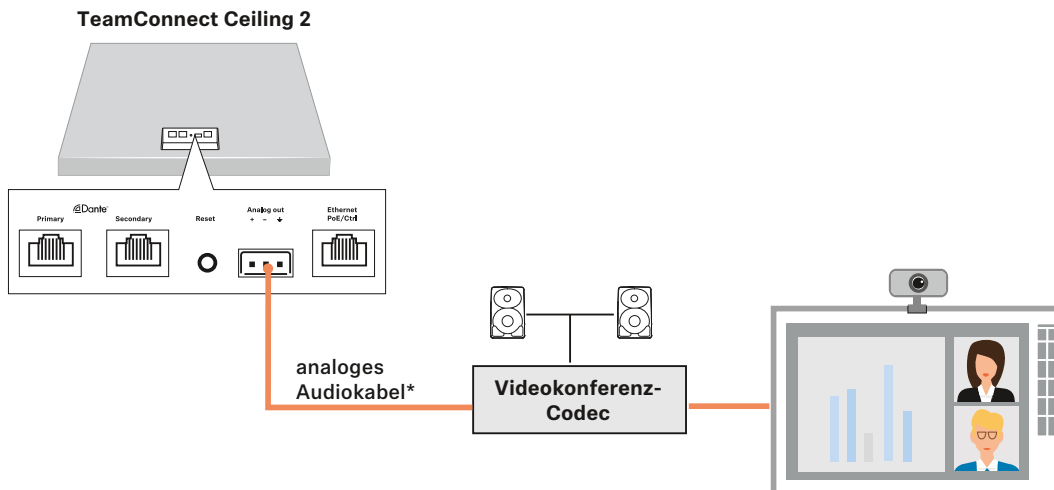 TeamConnect Ceiling 2
Dante®
Primary
Secondary
Reset
Analog out
+ –
Ethernet
PoE/Ctrl
analoges
Audiokabel*
Videokonferenz-
Codec